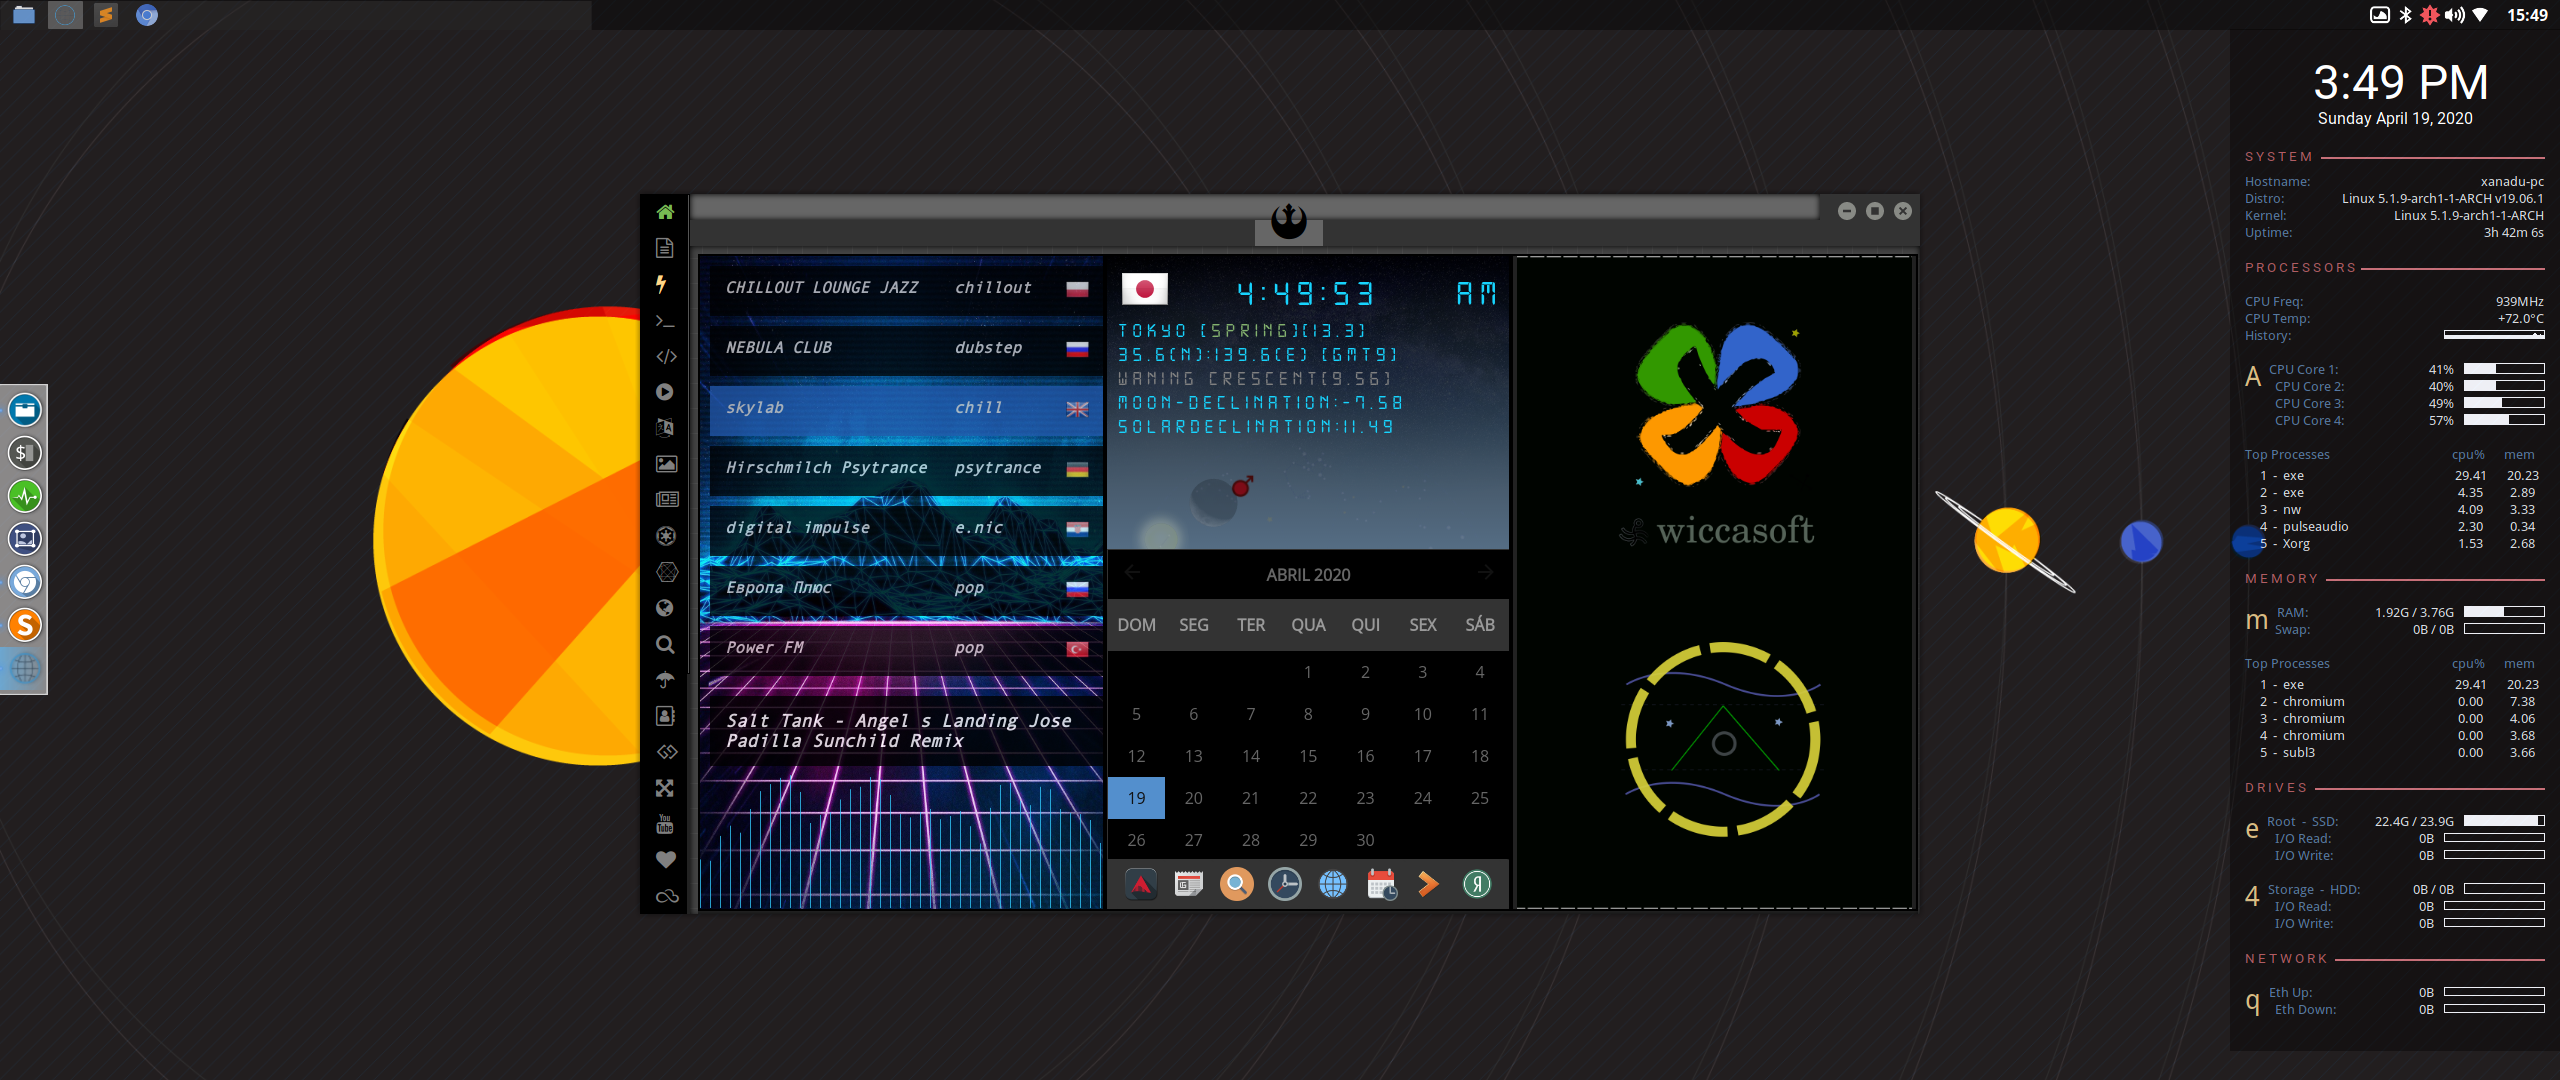 15:49
3:49 PM
Sunday April 19, 2020
SYSTEM
Hostname: xanadu-pc
Distro: Linux 5.1.9-arch1-1-ARCH v19.06.1
Kernel: Linux 5.1.9-arch1-1-ARCH
Uptime: 3h 42m 6s
PROCESSORS
CPU Freq: 939MHz
CPU Temp: +72.0°C
History:
A CPU Core 1: 41%
CPU Core 2: 40%
CPU Core 3: 49%
CPU Core 4: 57%
Top Processes cpu% mem
1 - exe 29.41 20.23
2 - exe 4.35 2.89
3 - nw 4.09 3.33
4 - pulseaudio 2.30 0.34
5 - Xorg 1.53 2.68
MEMORY
m RAM: 1.92G / 3.76G
Swap: 0B / 0B
Top Processes cpu% mem
1 - exe 29.41 20.23
2 - chromium 0.00 7.38
3 - chromium 0.00 4.06
4 - chromium 0.00 3.68
5 - subl3 0.00 3.66
DRIVES
e Root - SSD: 22.4G / 23.9G
I/O Read: 0B
I/O Write: 0B
4 Storage - HDD: 0B / 0B
I/O Read: 0B
I/O Write: 0B
NETWORK
q Eth Up: 0B
Eth Down: 0B
CHILLOUT LOUNGE JAZZ chillout
NEBULA CLUB dubstep
skylab chill
Hirschmilch Psytrance psytrance
digital impulse e.nic
Европа Плюс pop
Power FM pop
Salt Tank - Angel s Landing Jose
Padilla Sunchild Remix
4:49:53 AM
TOKYO [SPRING][13.3]
35.6(N):139.6(E) [GMT9]
WANING CRESCENT[9.56]
MOON-DECLINATION:-7.58
SOLARDECLINATION:11.49
ABRIL 2020
DOM SEG TER QUA QUI SEX SÁB
1 2 3 4
5 6 7 8 9 10 11
12 13 14 15 16 17 18
19 20 21 22 23 24 25
26 27 28 29 30
wiccasoft
You
Tube
S
$
Я